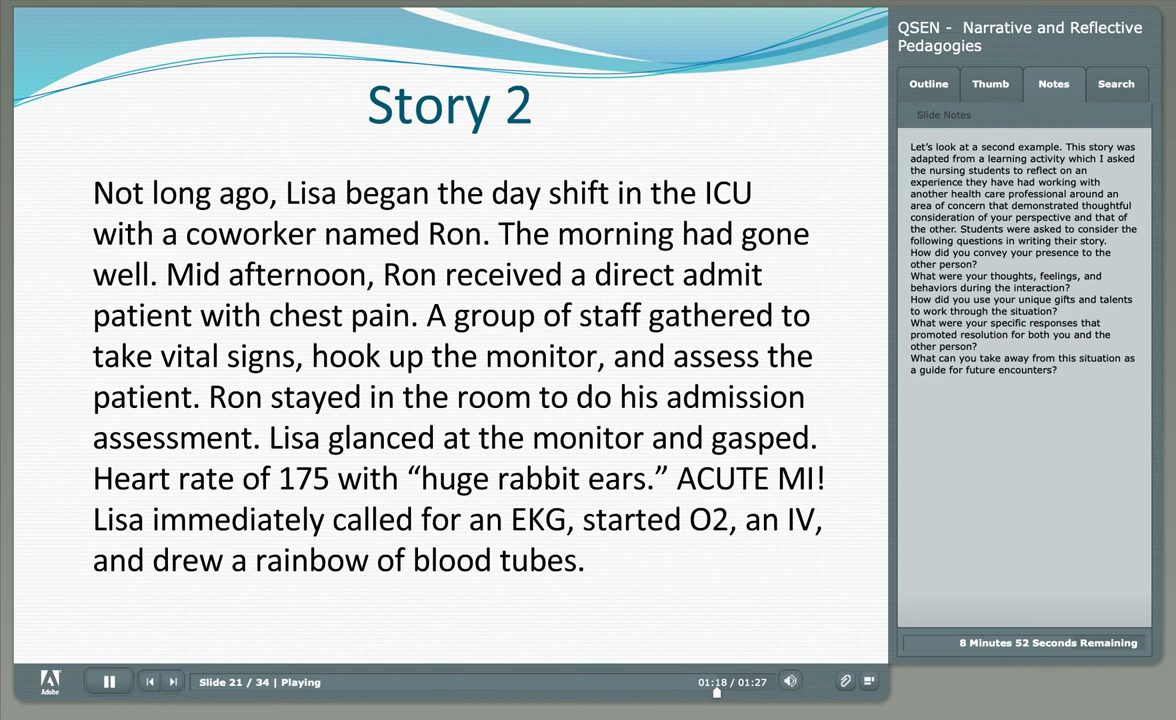 Story 2
Not long ago, Lisa began the day shift in the ICU
with a coworker named Ron. The morning had gone
well. Mid afternoon, Ron received a direct admit
patient with chest pain. A group of staff gathered to
take vital signs, hook up the monitor, and assess the
patient. Ron stayed in the room to do his admission
assessment. Lisa glanced at the monitor and gasped.
Heart rate of 175 with “huge rabbit ears.” ACUTE MI!
Lisa immediately called for an EKG, started O2, an IV,
and drew a rainbow of blood tubes.
QSEN - Narrative and Reflective
Pedagogies
Outline
Thumb
Notes
Search
Slide Notes
Let's look at a second example. This story was
adapted from a learning activity which I asked
the nursing students to reflect on an
experience they have had working with
another health care professional around an
area of concern that demonstrated thoughtful
consideration of your perspective and that of
the other. Students were asked to consider the
following questions in writing their story.
How did you convey your presence to the
other person?
What were your thoughts, feelings, and
behaviors during the interaction?
How did you use your unique gifts and talents
to work through the situation?
What were your specific responses that
promoted resolution for both you and the
other person?
What can you take away from this situation as
a guide for future encounters?
8 Minutes 52 Seconds Remaining
Adobe
Slide 21 / 34 | Playing
01:18 / 01:27